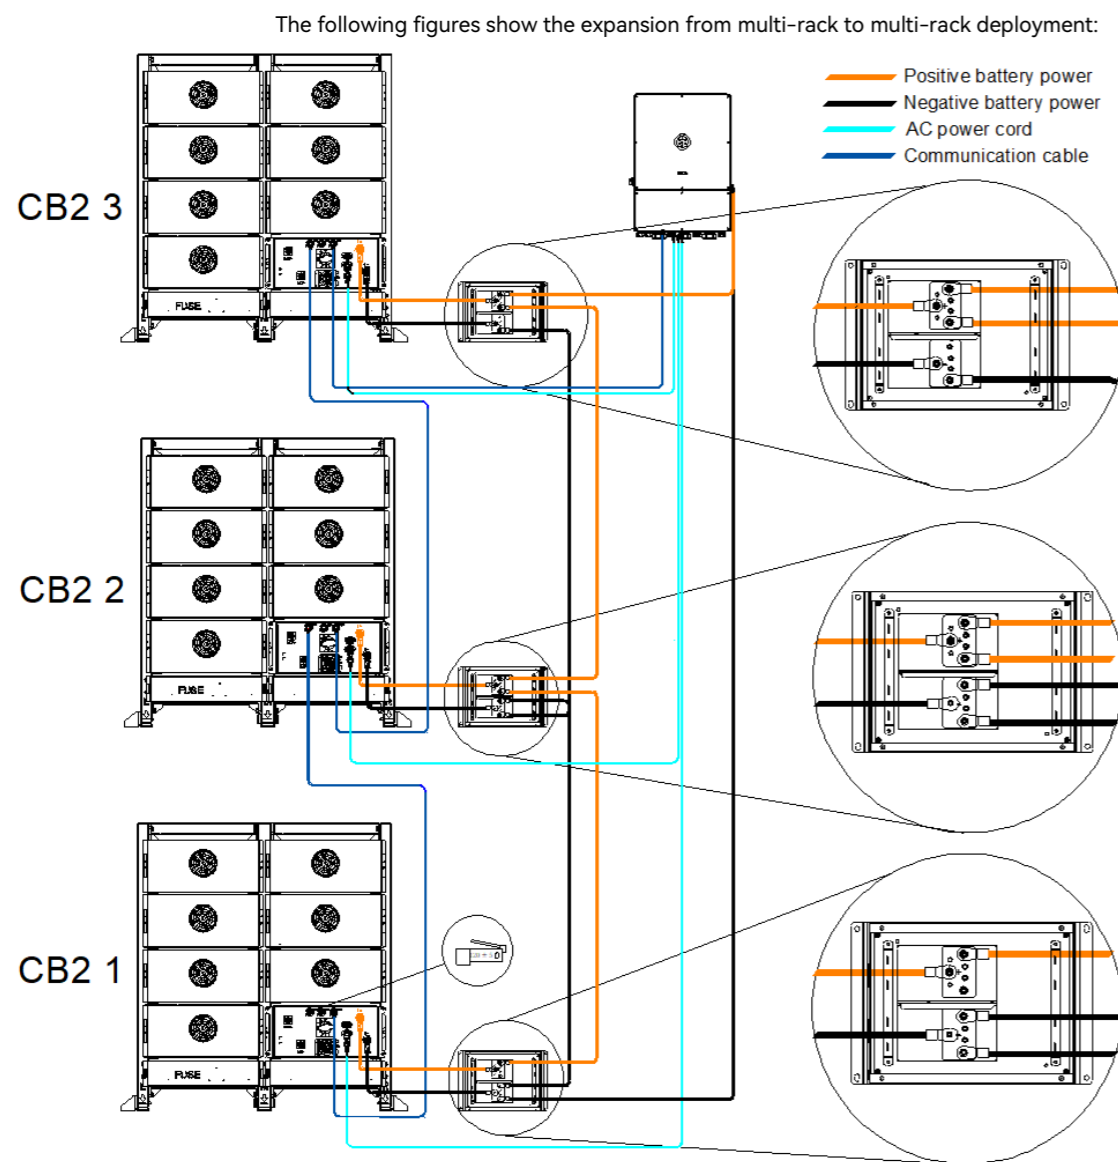 The following figures show the expansion from multi-rack to multi-rack deployment:
Positive battery power
Negative battery power
AC power cord
Communication cable
CB2 3
FUSE
CB2 2
FUSE
CB2 1
FUSE